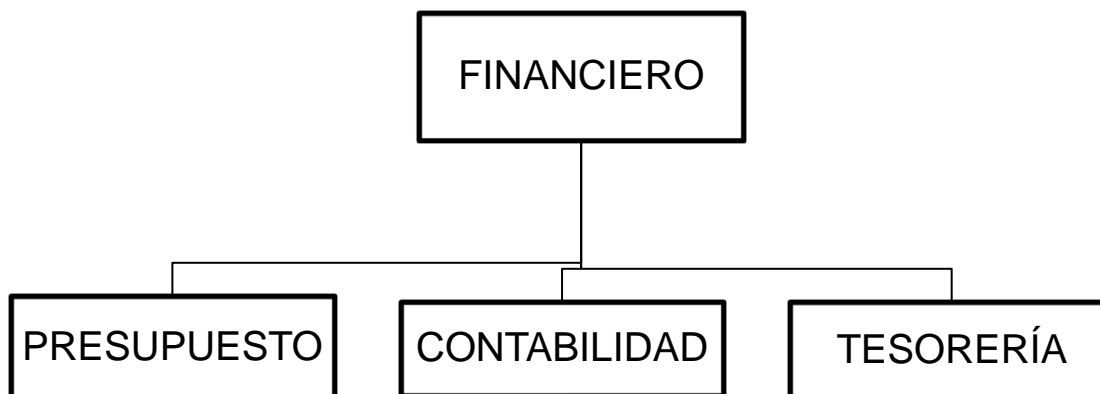 FINANCIERO
PRESUPUESTO
CONTABILIDAD
TESORERÍA